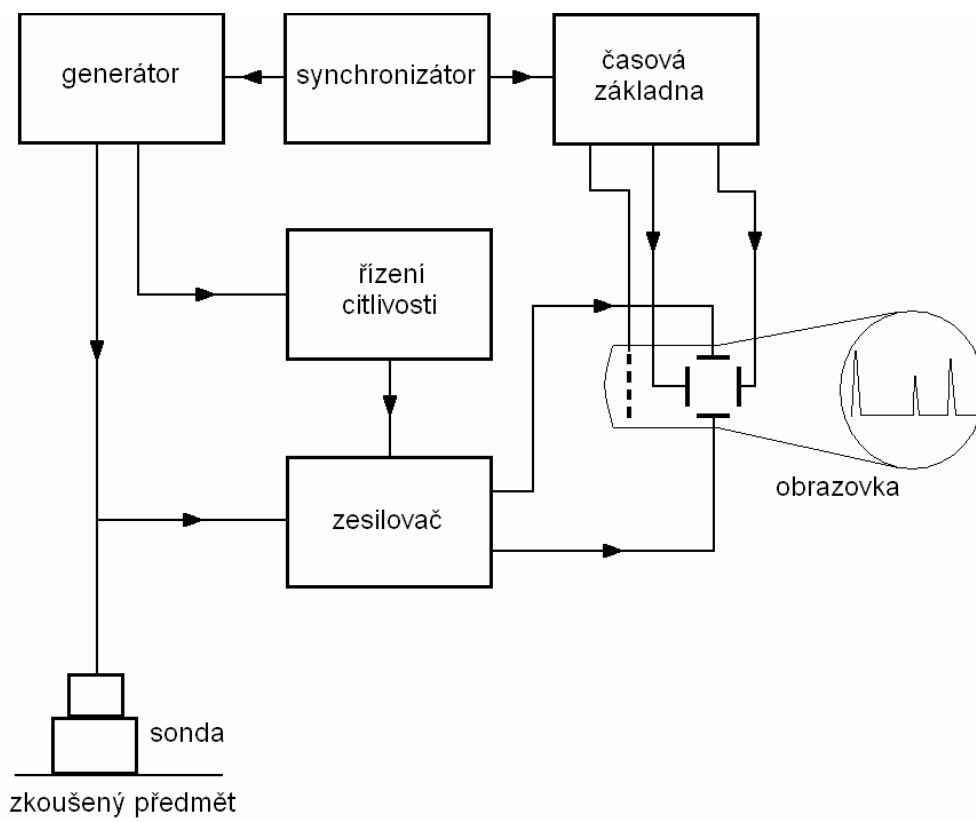 generátor
synchronizátor
časová
základna
řízení
citlivosti
zesilovač
obrazovka
sonda
zkoušený předmět